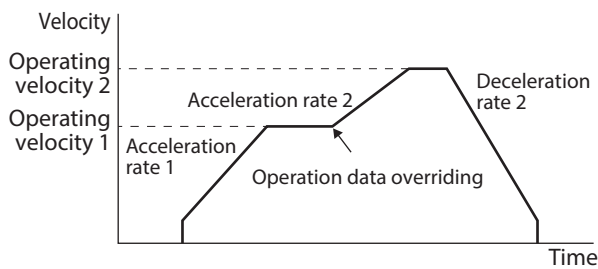 Velocity
Operating
velocity 2
Acceleration rate 2
Deceleration
rate 2
Operating
velocity 1
Acceleration
rate 1
Operation data overriding
Time